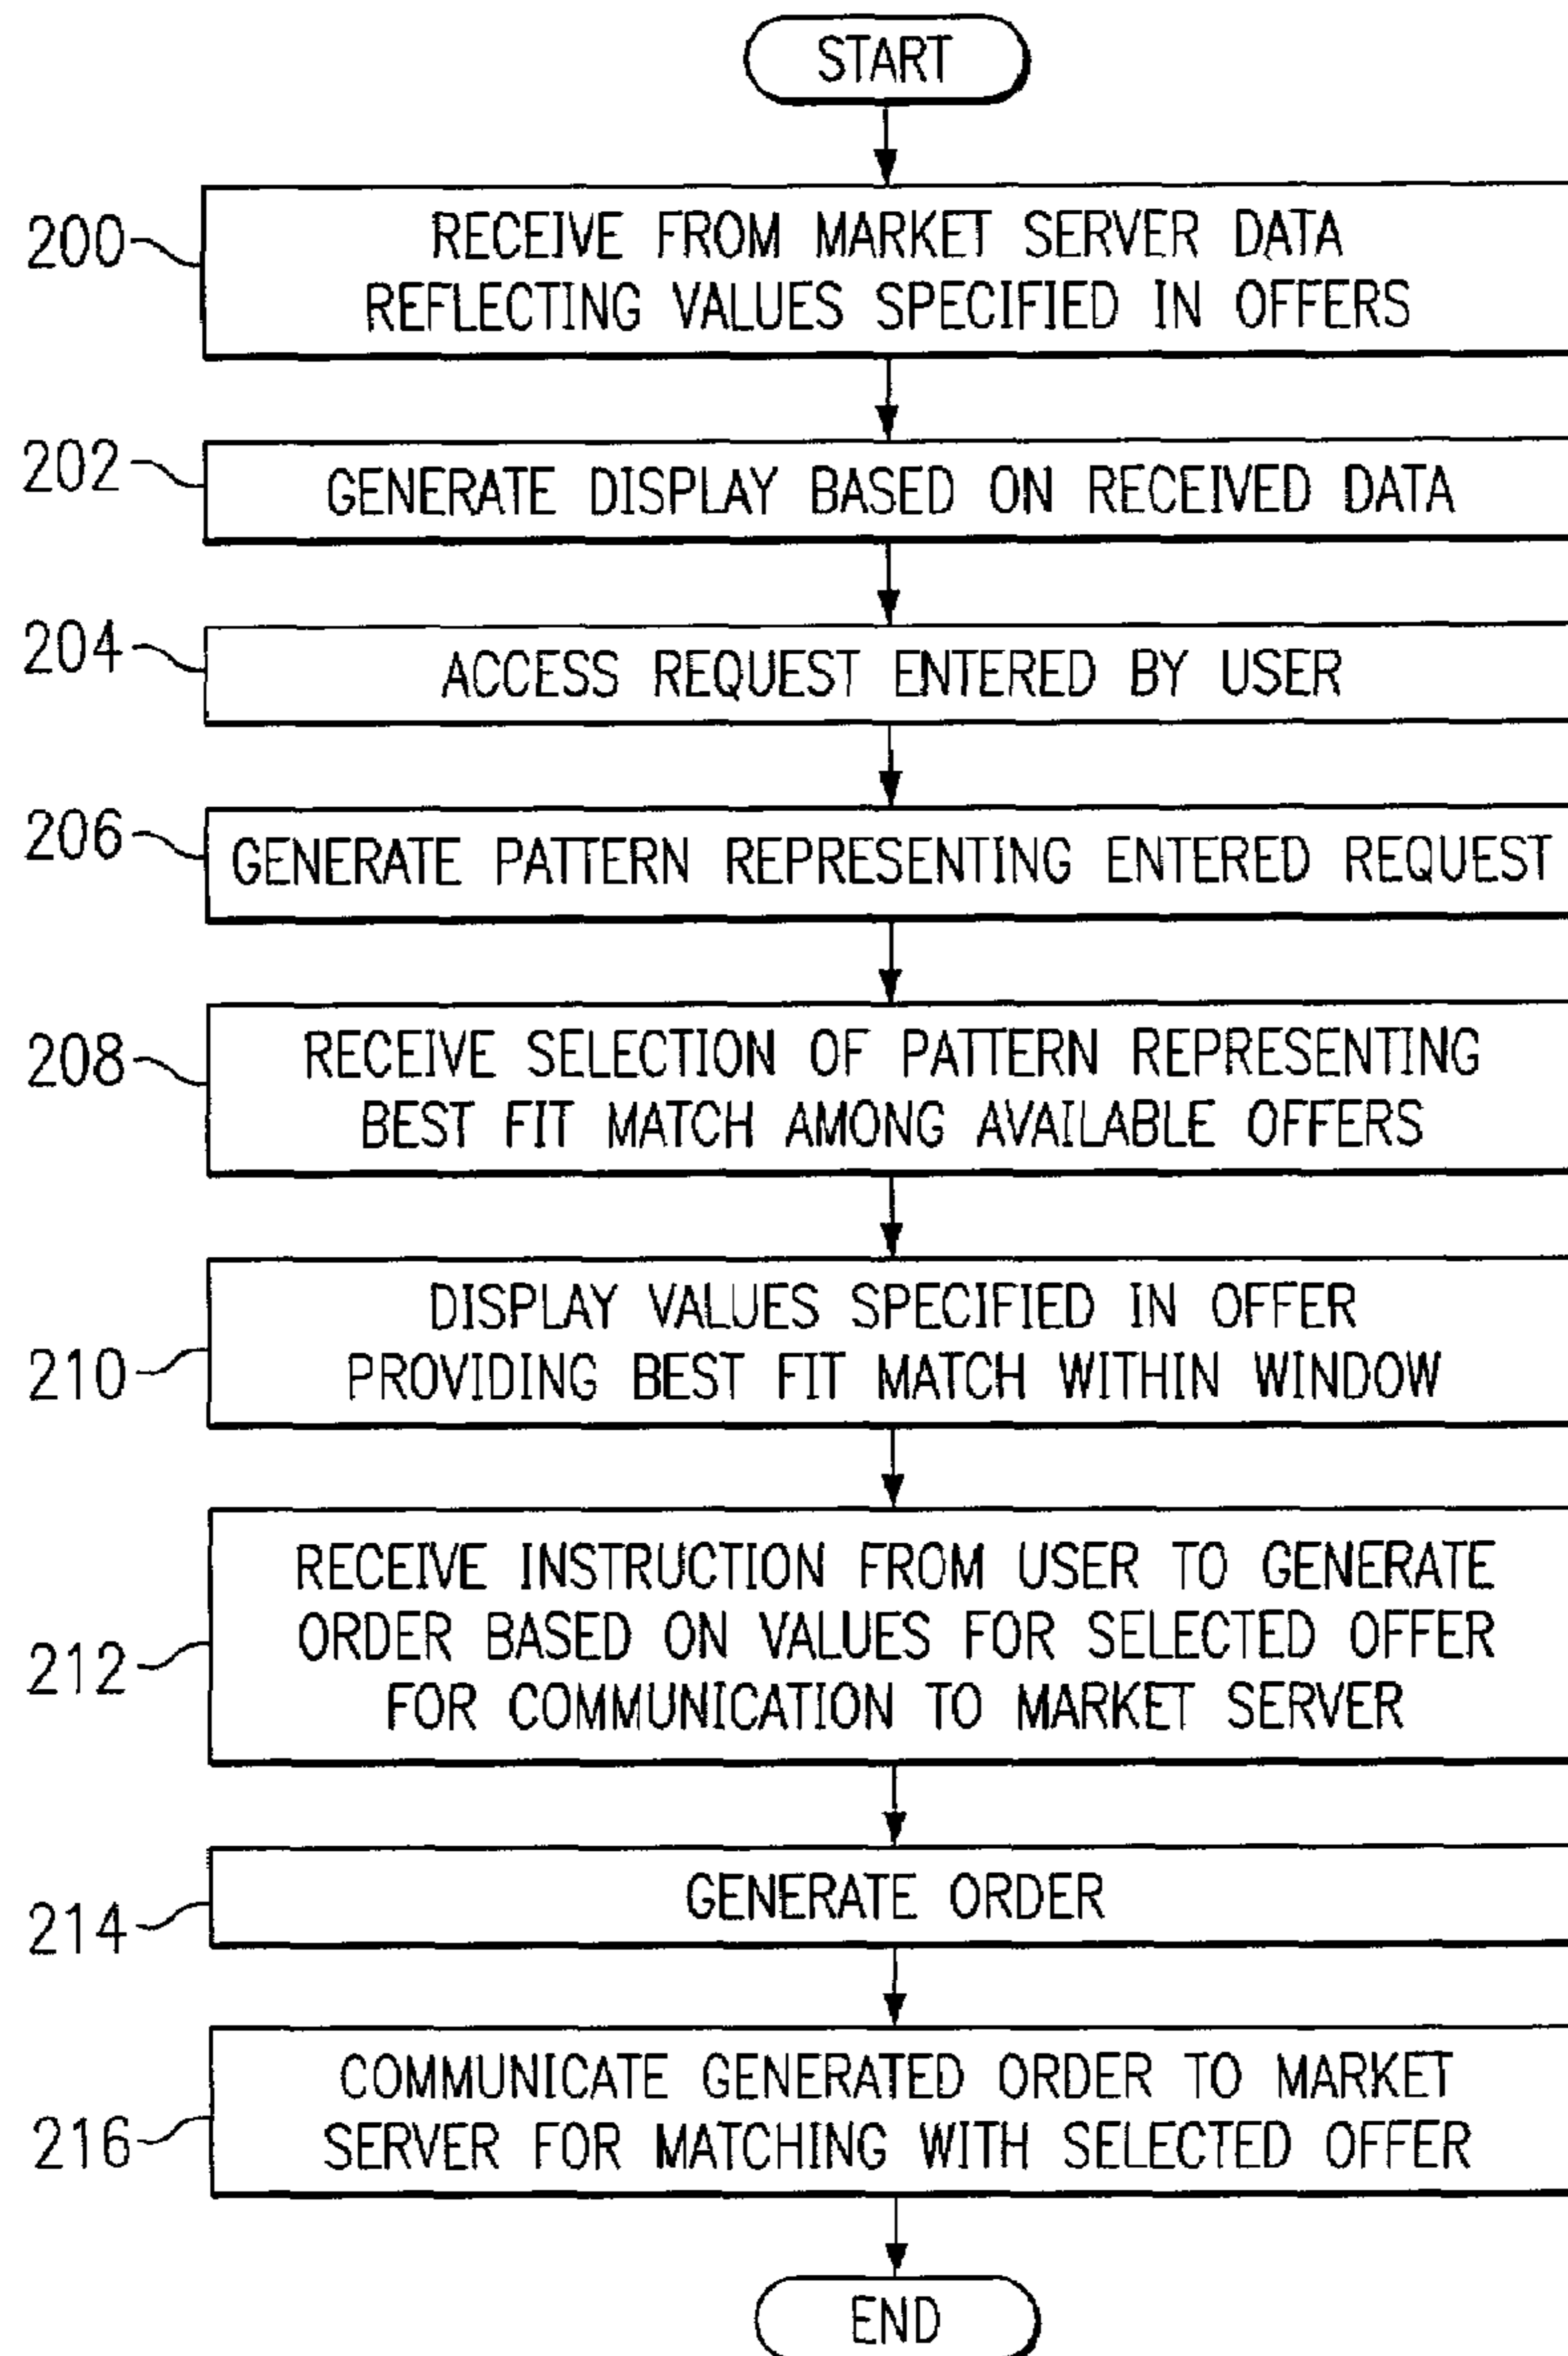 START
200
RECEIVE FROM MARKET SERVER DATA
REFLECTING VALUES SPECIFIED IN OFFERS
202
GENERATE DISPLAY BASED ON RECEIVED DATA
204
ACCESS REQUEST ENTERED BY USER
206
GENERATE PATTERN REPRESENTING ENTERED REQUEST
208
RECEIVE SELECTION OF PATTERN REPRESENTING
BEST FIT MATCH AMONG AVAILABLE OFFERS
210
DISPLAY VALUES SPECIFIED IN OFFER
PROVIDING BEST FIT MATCH WITHIN WINDOW
212
RECEIVE INSTRUCTION FROM USER TO GENERATE
ORDER BASED ON VALUES FOR SELECTED OFFER
FOR COMMUNICATION TO MARKET SERVER
214
GENERATE ORDER
216
COMMUNICATE GENERATED ORDER TO MARKET
SERVER FOR MATCHING WITH SELECTED OFFER
END